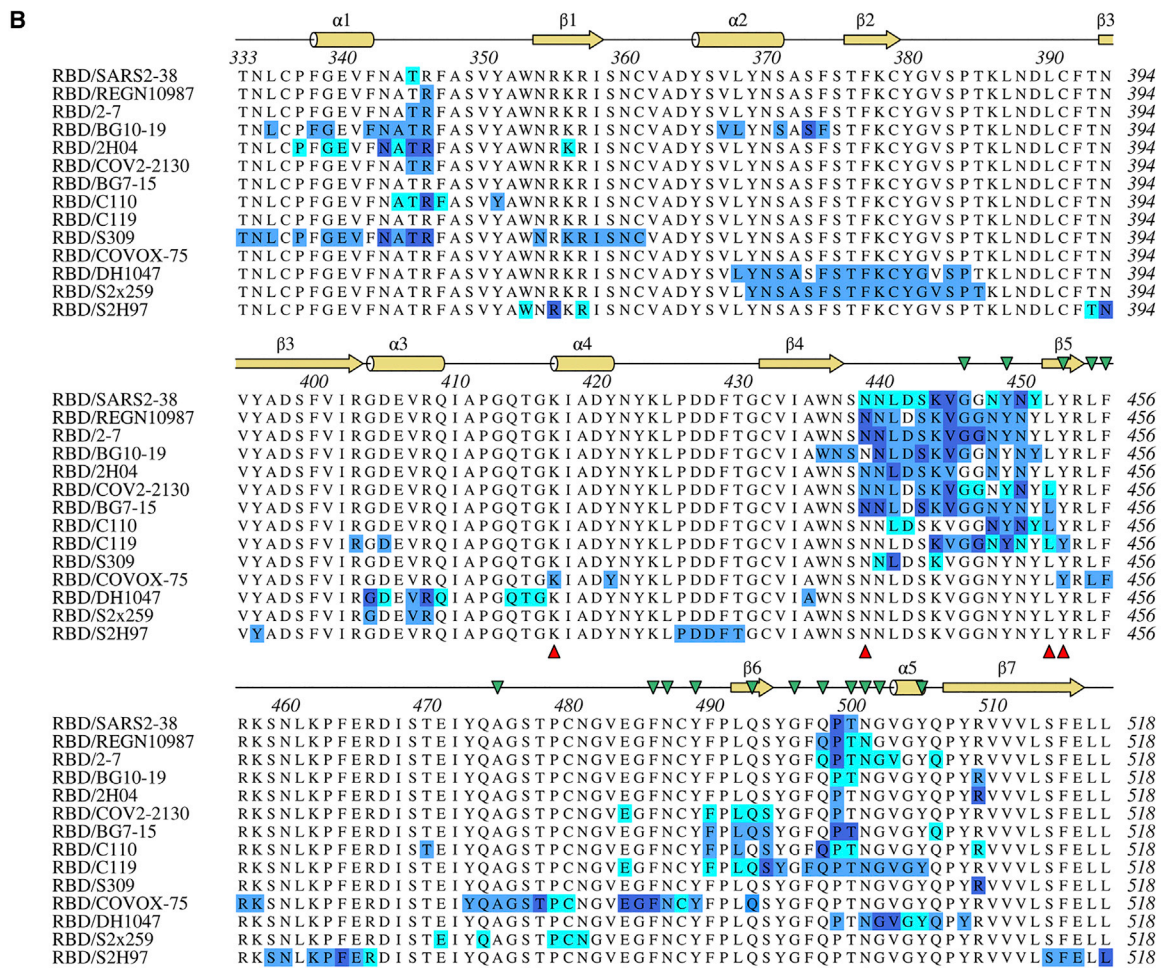 B
α1 β1 α2 β2 β3
333 340 350 360 370 380 390
RBD/SARS2-38 TNLCPFGEVFNATRFASVYAWNRKRISNCVADYSVLYNSASFSTFKCYGVSPTKLNDLCFTN 394
RBD/REGN10987 TNLCPFGEVFNATRFASVYAWNRKRISNCVADYSVLYNSASFSTFKCYGVSPTKLNDLCFTN 394
RBD/2-7 TNLCPFGEVFNATRFASVYAWNRKRISNCVADYSVLYNSASFSTFKCYGVSPTKLNDLCFTN 394
RBD/BG10-19 TNLCPFGEVFNATRFASVYAWNRKRISNCVADYSVLYNSASFSTFKCYGVSPTKLNDLCFTN 394
RBD/2H04 TNLCPFGEVFNATRFASVYAWNRKRISNCVADYSVLYNSASFSTFKCYGVSPTKLNDLCFTN 394
RBD/COV2-2130 TNLCPFGEVFNATRFASVYAWNRKRISNCVADYSVLYNSASFSTFKCYGVSPTKLNDLCFTN 394
RBD/BG7-15 TNLCPFGEVFNATRFASVYAWNRKRISNCVADYSVLYNSASFSTFKCYGVSPTKLNDLCFTN 394
RBD/C110 TNLCPFGEVFNATRFASVYAWNRKRISNCVADYSVLYNSASFSTFKCYGVSPTKLNDLCFTN 394
RBD/C119 TNLCPFGEVFNATRFASVYAWNRKRISNCVADYSVLYNSASFSTFKCYGVSPTKLNDLCFTN 394
RBD/S309 TNLCPFGEVFNATRFASVYAWNRKRISNCVADYSVLYNSASFSTFKCYGVSPTKLNDLCFTN 394
RBD/COVOX-75 TNLCPFGEVFNATRFASVYAWNRKRISNCVADYSVLYNSASFSTFKCYGVSPTKLNDLCFTN 394
RBD/DH1047 TNLCPFGEVFNATRFASVYAWNRKRISNCVADYSVLYNSASFSTFKCYGVSPTKLNDLCFTN 394
RBD/S2x259 TNLCPFGEVFNATRFASVYAWNRKRISNCVADYSVLYNSASFSTFKCYGVSPTKLNDLCFTN 394
RBD/S2H97 TNLCPFGEVFNATRFASVYAWNRKRISNCVADYSVLYNSASFSTFKCYGVSPTKLNDLCFTN 394
β3 α3 α4 β4 β5
400 410 420 430 440 450
RBD/SARS2-38 VYADSFVIRGDEVRQIAPGQTGKIADYNYKLPDDFTGCVIAWNSNNLDSKVGGNYNYLYRLF 456
RBD/REGN10987 VYADSFVIRGDEVRQIAPGQTGKIADYNYKLPDDFTGCVIAWNSNNLDSKVGGNYNYLYRLF 456
RBD/2-7 VYADSFVIRGDEVRQIAPGQTGKIADYNYKLPDDFTGCVIAWNSNNLDSKVGGNYNYLYRLF 456
RBD/BG10-19 VYADSFVIRGDEVRQIAPGQTGKIADYNYKLPDDFTGCVIAWNSNNLDSKVGGNYNYLYRLF 456
RBD/2H04 VYADSFVIRGDEVRQIAPGQTGKIADYNYKLPDDFTGCVIAWNSNNLDSKVGGNYNYLYRLF 456
RBD/COV2-2130 VYADSFVIRGDEVRQIAPGQTGKIADYNYKLPDDFTGCVIAWNSNNLDSKVGGNYNYLYRLF 456
RBD/BG7-15 VYADSFVIRGDEVRQIAPGQTGKIADYNYKLPDDFTGCVIAWNSNNLDSKVGGNYNYLYRLF 456
RBD/C110 VYADSFVIRGDEVRQIAPGQTGKIADYNYKLPDDFTGCVIAWNSNNLDSKVGGNYNYLYRLF 456
RBD/C119 VYADSFVIRGDEVRQIAPGQTGKIADYNYKLPDDFTGCVIAWNSNNLDSKVGGNYNYLYRLF 456
RBD/S309 VYADSFVIRGDEVRQIAPGQTGKIADYNYKLPDDFTGCVIAWNSNNLDSKVGGNYNYLYRLF 456
RBD/COVOX-75 VYADSFVIRGDEVRQIAPGQTGKIADYNYKLPDDFTGCVIAWNSNNLDSKVGGNYNYLYRLF 456
RBD/DH1047 VYADSFVIRGDEVRQIAPGQTGKIADYNYKLPDDFTGCVIAWNSNNLDSKVGGNYNYLYRLF 456
RBD/S2x259 VYADSFVIRGDEVRQIAPGQTGKIADYNYKLPDDFTGCVIAWNSNNLDSKVGGNYNYLYRLF 456
RBD/S2H97 VYADSFVIRGDEVRQIAPGQTGKIADYNYKLPDDFTGCVIAWNSNNLDSKVGGNYNYLYRLF 456
β6 α5 β7
460 470 480 490 500 510
RBD/SARS2-38 RKSNLKPFERDISTEIYQAGSTPCNGVEGFNCYFPLQSYGFQPTNGVGYQPYRVVVLSFELL 518
RBD/REGN10987 RKSNLKPFERDISTEIYQAGSTPCNGVEGFNCYFPLQSYGFQPTNGVGYQPYRVVVLSFELL 518
RBD/2-7 RKSNLKPFERDISTEIYQAGSTPCNGVEGFNCYFPLQSYGFQPTNGVGYQPYRVVVLSFELL 518
RBD/BG10-19 RKSNLKPFERDISTEIYQAGSTPCNGVEGFNCYFPLQSYGFQPTNGVGYQPYRVVVLSFELL 518
RBD/2H04 RKSNLKPFERDISTEIYQAGSTPCNGVEGFNCYFPLQSYGFQPTNGVGYQPYRVVVLSFELL 518
RBD/COV2-2130 RKSNLKPFERDISTEIYQAGSTPCNGVEGFNCYFPLQSYGFQPTNGVGYQPYRVVVLSFELL 518
RBD/BG7-15 RKSNLKPFERDISTEIYQAGSTPCNGVEGFNCYFPLQSYGFQPTNGVGYQPYRVVVLSFELL 518
RBD/C110 RKSNLKPFERDISTEIYQAGSTPCNGVEGFNCYFPLQSYGFQPTNGVGYQPYRVVVLSFELL 518
RBD/C119 RKSNLKPFERDISTEIYQAGSTPCNGVEGFNCYFPLQSYGFQPTNGVGYQPYRVVVLSFELL 518
RBD/S309 RKSNLKPFERDISTEIYQAGSTPCNGVEGFNCYFPLQSYGFQPTNGVGYQPYRVVVLSFELL 518
RBD/COVOX-75 RKSNLKPFERDISTEIYQAGSTPCNGVEGFNCYFPLQSYGFQPTNGVGYQPYRVVVLSFELL 518
RBD/DH1047 RKSNLKPFERDISTEIYQAGSTPCNGVEGFNCYFPLQSYGFQPTNGVGYQPYRVVVLSFELL 518
RBD/S2x259 RKSNLKPFERDISTEIYQAGSTPCNGVEGFNCYFPLQSYGFQPTNGVGYQPYRVVVLSFELL 518
RBD/S2H97 RKSNLKPFERDISTEIYQAGSTPCNGVEGFNCYFPLQSYGFQPTNGVGYQPYRVVVLSFELL 518